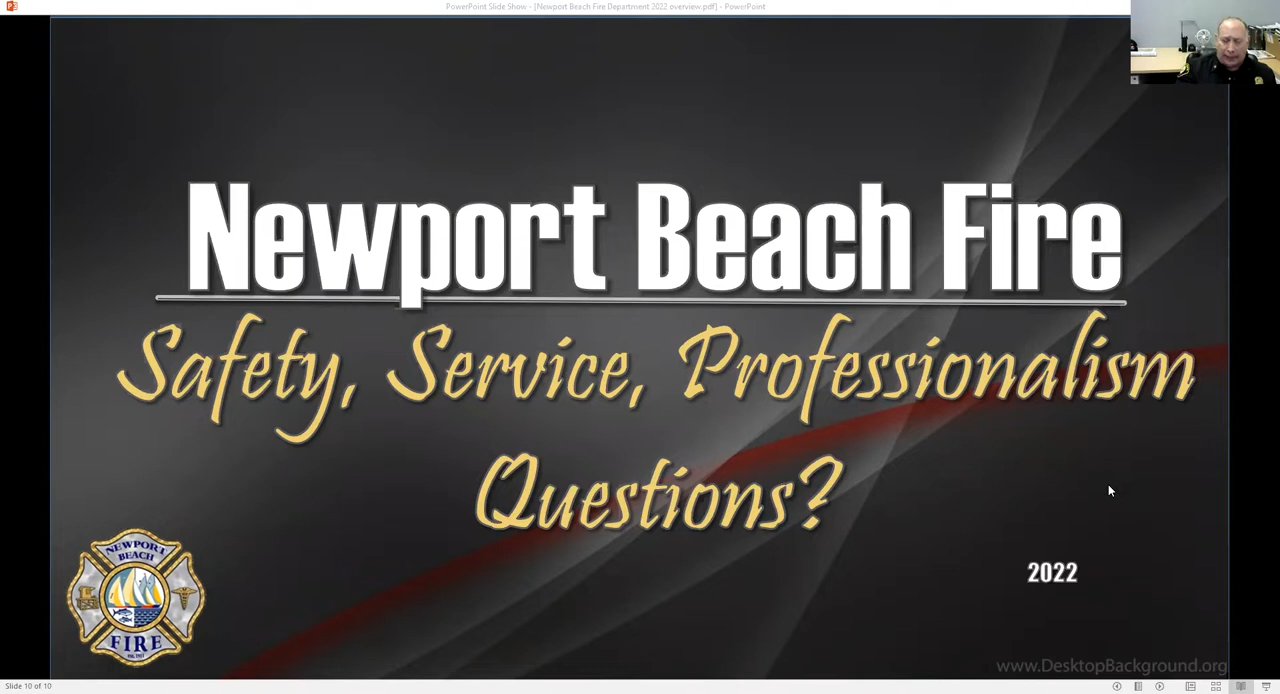 PowerPoint Slide Show - [Newport Beach Fire Department 2022 overview.pdf] - PowerPoint
Newport Beach Fire
Safety, Service, Professionalism
Questions?
2022
NEWPORT
BEACH
FIRE
www.DesktopBackground.org
Slide 10 of 10